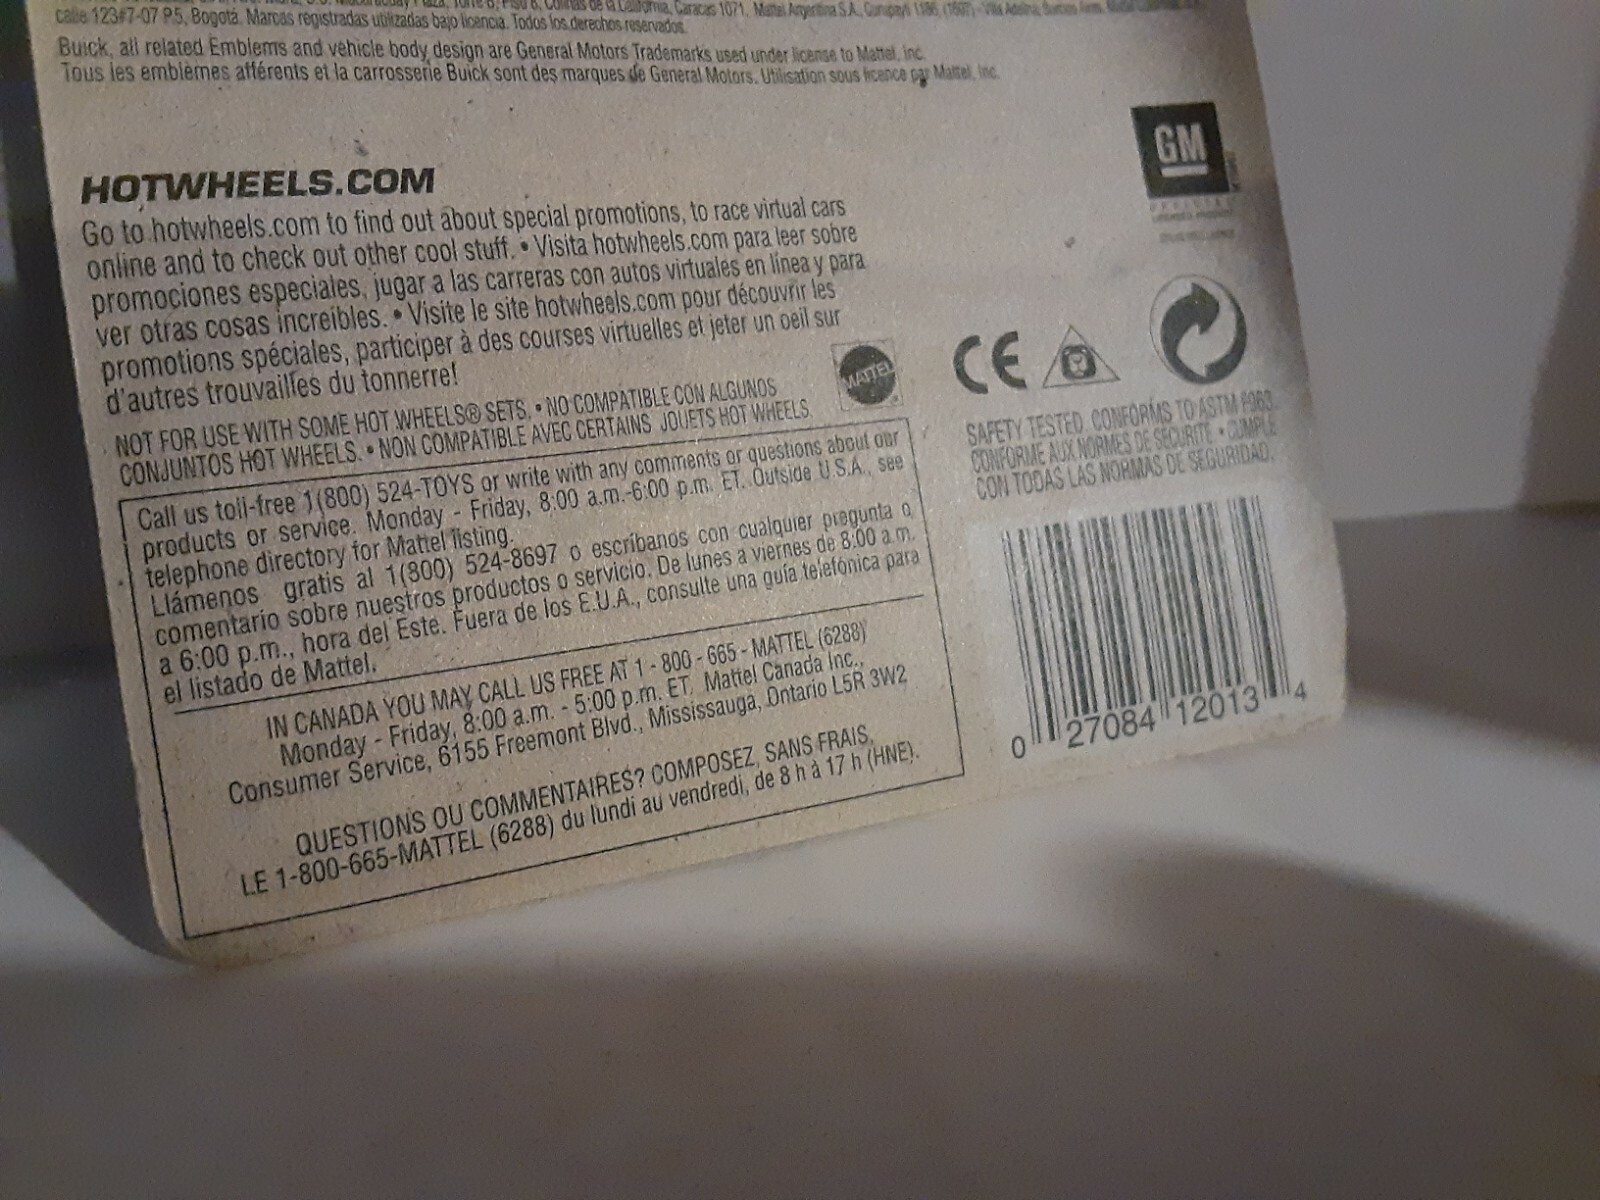 calle 123#7-07 P.5, Bogotá. Marcas registradas utilizadas bajo licencia. Todos los derechos reservados.
Buick, all related Emblems and vehicle body design are General Motors Trademarks used under license to Mattel, Inc.
Tous les emblèmes afférents et la carrosserie Buick sont des marques de General Motors. Utilisation sous licence par Mattel, Inc.
GM
HOTWHEELS.COM
Go to hotwheels.com to find out about special promotions, to race virtual cars
online and to check out other cool stuff. • Visita hotwheels.com para leer sobre
promociones especiales, jugar a las carreras con autos virtuales en línea y para
ver otras cosas increíbles. • Visite le site hotwheels.com pour découvrir les
promotions spéciales, participer à des courses virtuelles et jeter un oeil sur
d'autres trouvailles du tonnerre!
NOT FOR USE WITH SOME HOT WHEELS® SETS. • NO COMPATIBLE CON ALGUNOS
CONJUNTOS HOT WHEELS. • NON COMPATIBLE AVEC CERTAINS JOUETS HOT WHEELS.
MATTEL
CE
SAFETY TESTED. CONFORMS TO ASTM F963.
CONFORME AUX NORMES DE SÉCURITÉ • CUMPLE
CON TODAS LAS NORMAS DE SEGURIDAD.
Call us toll-free 1(800) 524-TOYS or write with any comments or questions about our
products or service. Monday - Friday, 8:00 a.m.-6:00 p.m. ET. Outside U.S.A., see
telephone directory for Mattel listing.
Llámenos gratis al 1(800) 524-8697 o escríbanos con cualquier pregunta o
comentario sobre nuestros productos o servicio. De lunes a viernes de 8:00 a.m.
a 6:00 p.m., hora del Este. Fuera de los E.U.A., consulte una guía telefónica para
el listado de Mattel.
IN CANADA YOU MAY CALL US FREE AT 1 - 800 - 665 - MATTEL (6288)
Monday - Friday, 8:00 a.m. - 5:00 p.m. ET, Mattel Canada Inc.,
Consumer Service, 6155 Freemont Blvd., Mississauga, Ontario L5R 3W2
QUESTIONS OU COMMENTAIRES? COMPOSEZ, SANS FRAIS,
LE 1-800-665-MATTEL (6288) du lundi au vendredi, de 8 h à 17 h (HNE).
0 27084 12013 4